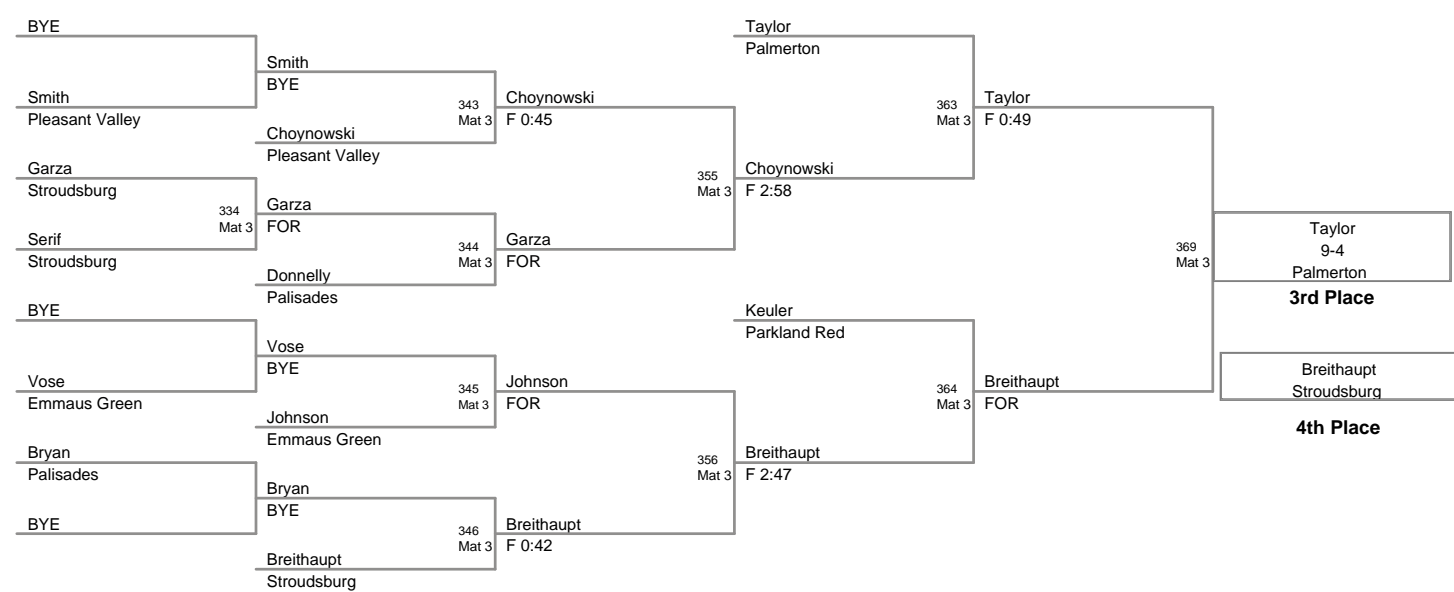 BYE
Smith
Pleasant Valley
Garza
Stroudsburg
Serif
Stroudsburg
BYE
Vose
Emmaus Green
Bryan
Palisades
BYE
Smith
BYE
Choynowski
Pleasant Valley
334
Mat 3
Garza
FOR
Donnelly
Palisades
Vose
BYE
Johnson
Emmaus Green
Bryan
BYE
Breithaupt
Stroudsburg
343
Mat 3
Choynowski
F 0:45
344
Mat 3
Garza
FOR
345
Mat 3
Johnson
FOR
346
Mat 3
Breithaupt
F 0:42
Taylor
Palmerton
355
Mat 3
Choynowski
F 2:58
Keuler
Parkland Red
356
Mat 3
Breithaupt
F 2:47
363
Mat 3
Taylor
F 0:49
364
Mat 3
Breithaupt
FOR
369
Mat 3
Taylor
9-4
Palmerton
3rd Place
Breithaupt
Stroudsburg
4th Place